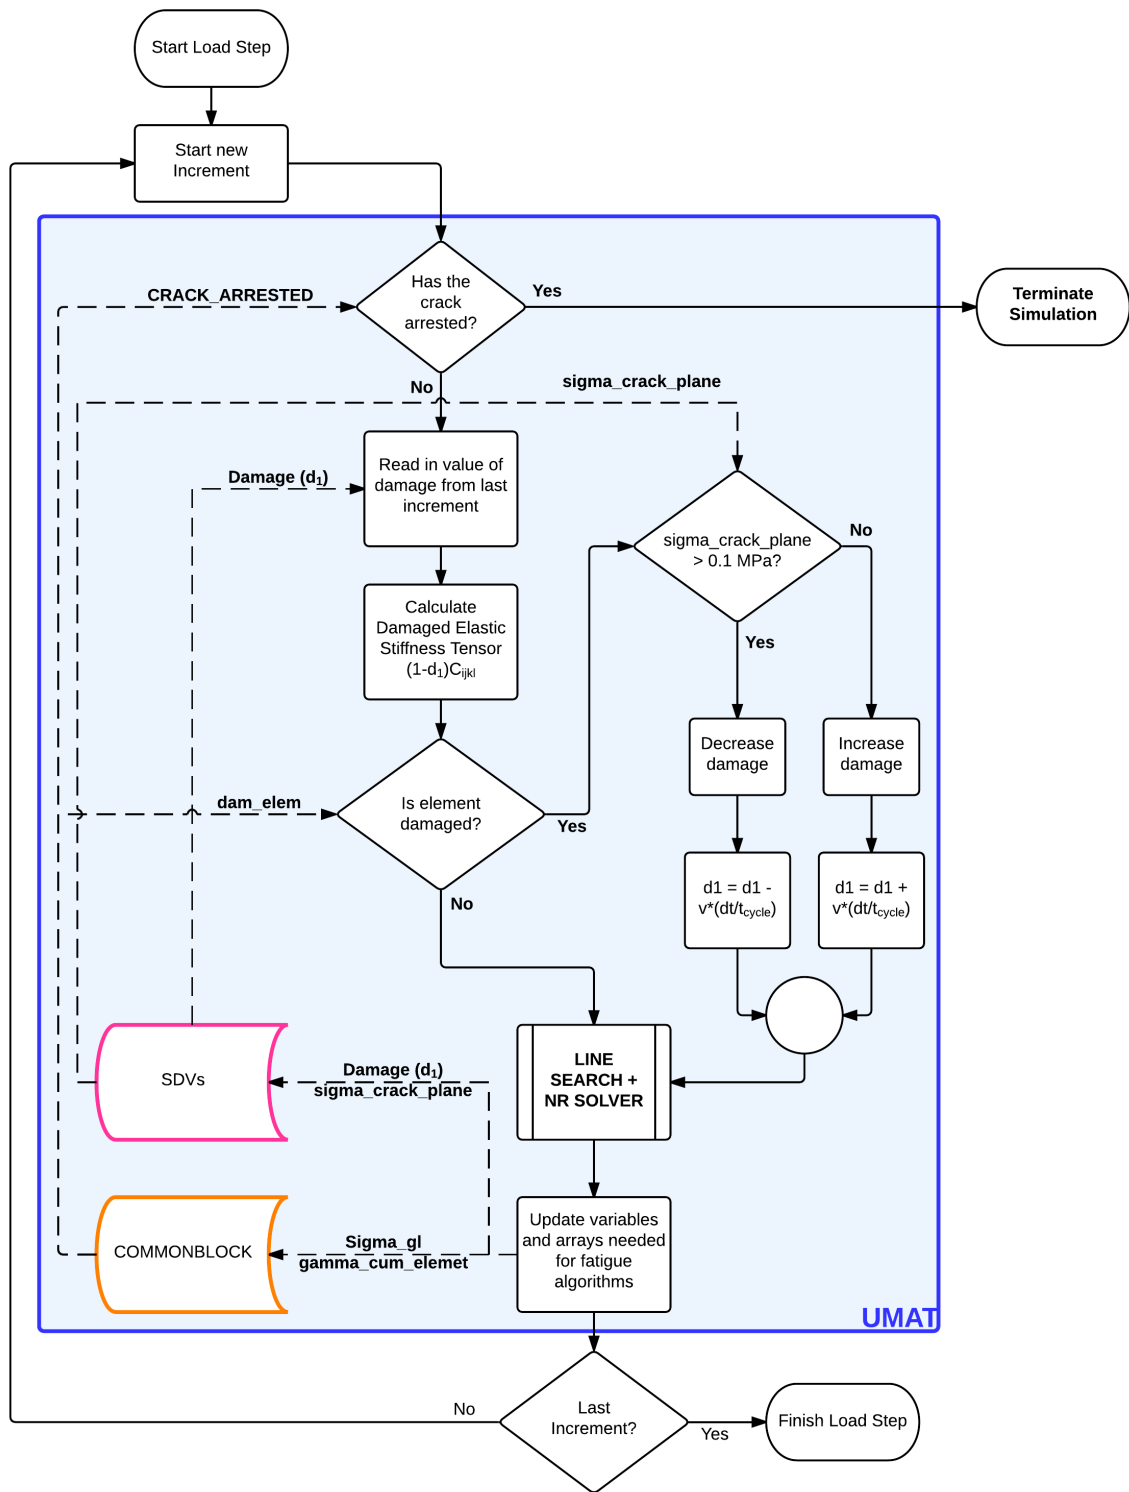 Start Load Step
Start new
Increment
Has the
crack
arrested?
CRACK_ARRESTED
Yes
Terminate
Simulation
No
sigma_crack_plane
Damage (d₁)
Read in value of
damage from last
increment
sigma_crack_plane
> 0.1 MPa?
No
Yes
Calculate
Damaged Elastic
Stiffness Tensor
(1-d₁)Cijkl
Decrease
damage
Increase
damage
dam_elem
Is element
damaged?
Yes
No
d1 = d1 -
v*(dt/tcycle)
d1 = d1 +
v*(dt/tcycle)
SDVs
Damage (d₁)
sigma_crack_plane
LINE
SEARCH +
NR SOLVER
COMMONBLOCK
Sigma_gl
gamma_cum_elemet
Update variables
and arrays needed
for fatigue
algorithms
UMAT
Last
Increment?
No
Yes
Finish Load Step